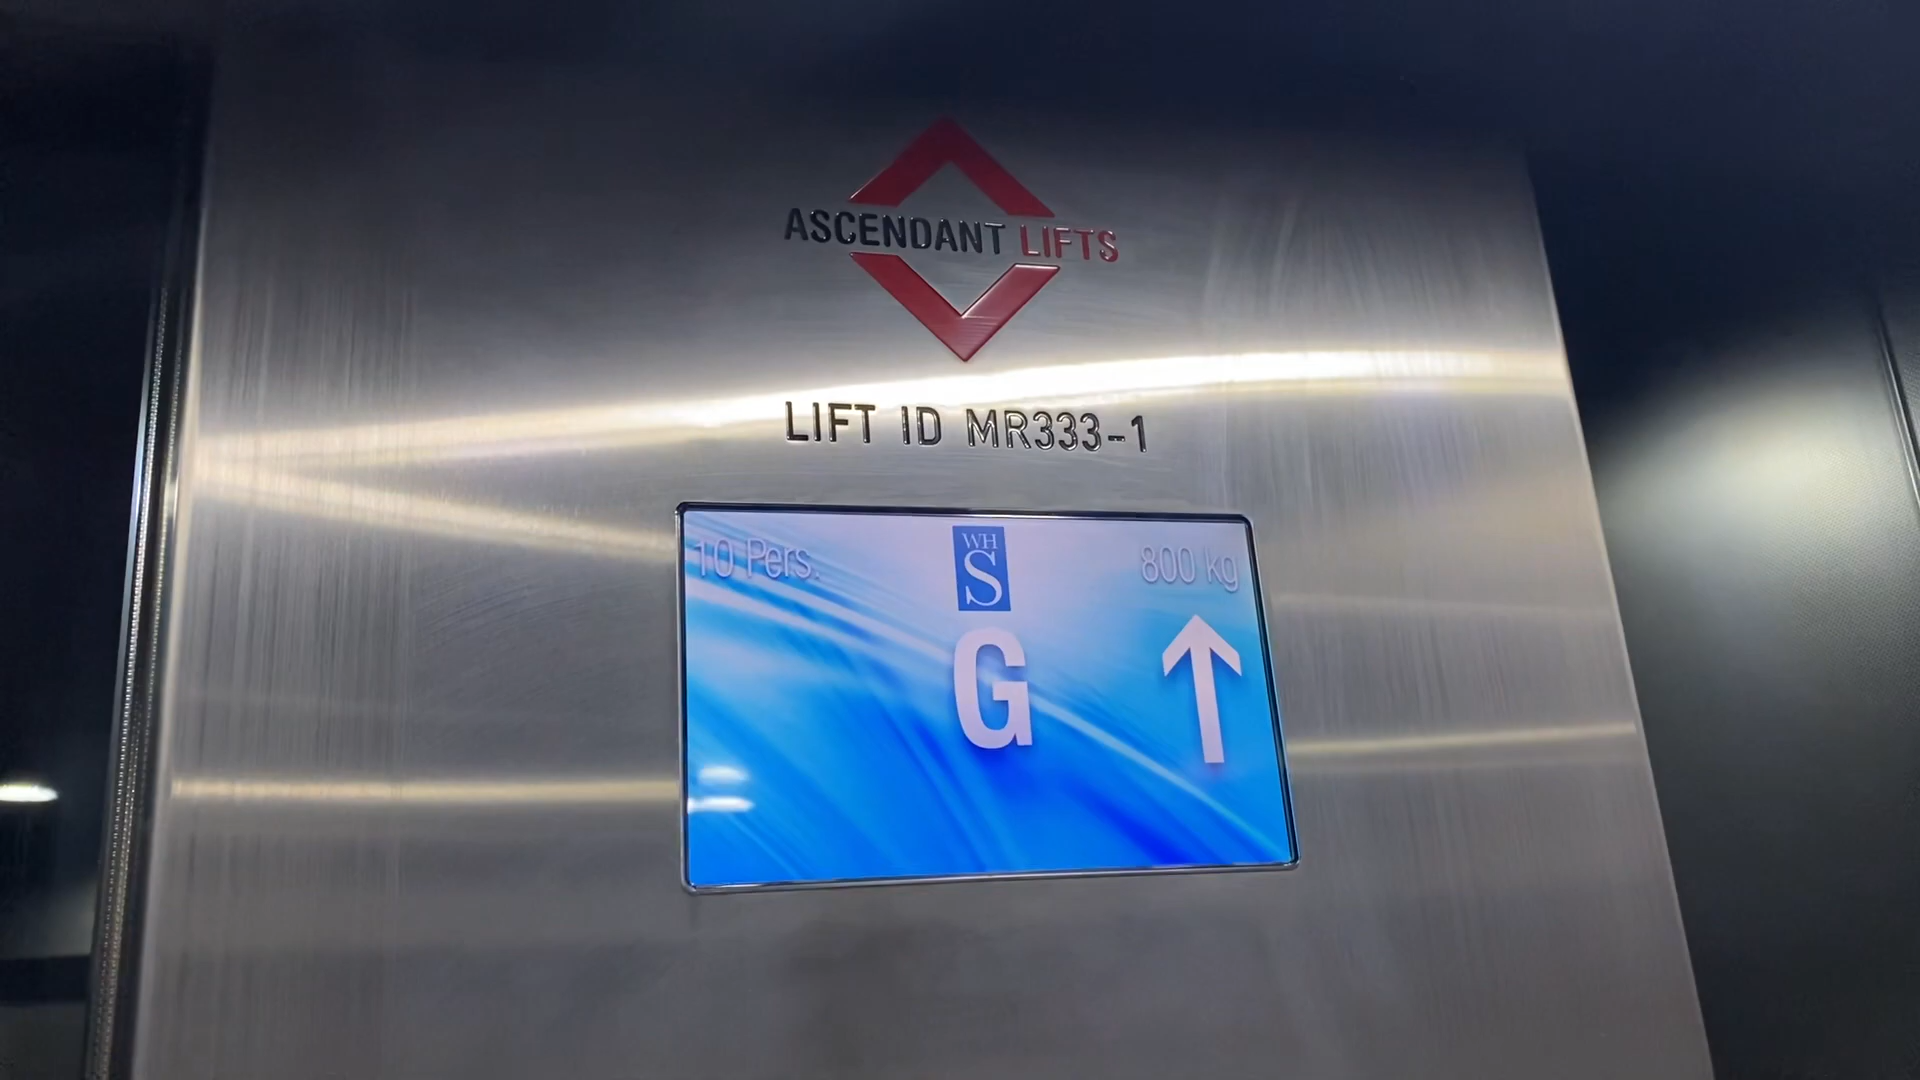 ASCENDANT LIFTS
LIFT ID MR333-1
10 Pers.
WH
S
800 kg
G